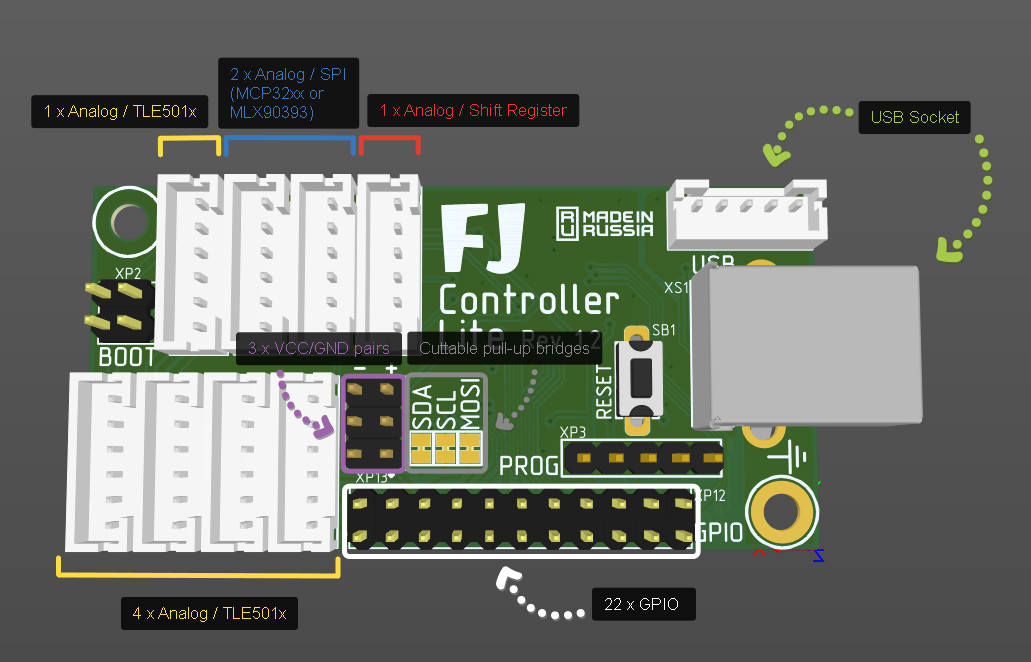 2 x Analog / SPI
(MCP32xx or
MLX90393)
1 x Analog / TLE501x
1 x Analog / Shift Register
USB Socket
FJ
RU
MADE IN
RUSSIA
USB
XS1
XP2
Controller
Lite Rev 1.2
SB1
BOOT
3 x VCC/GND pairs
Cuttable pull-up bridges
- +
RESET
SDA
SCL
MOSI
XP3
PROG
XP13
XP12
GPIO
22 x GPIO
4 x Analog / TLE501x
Z